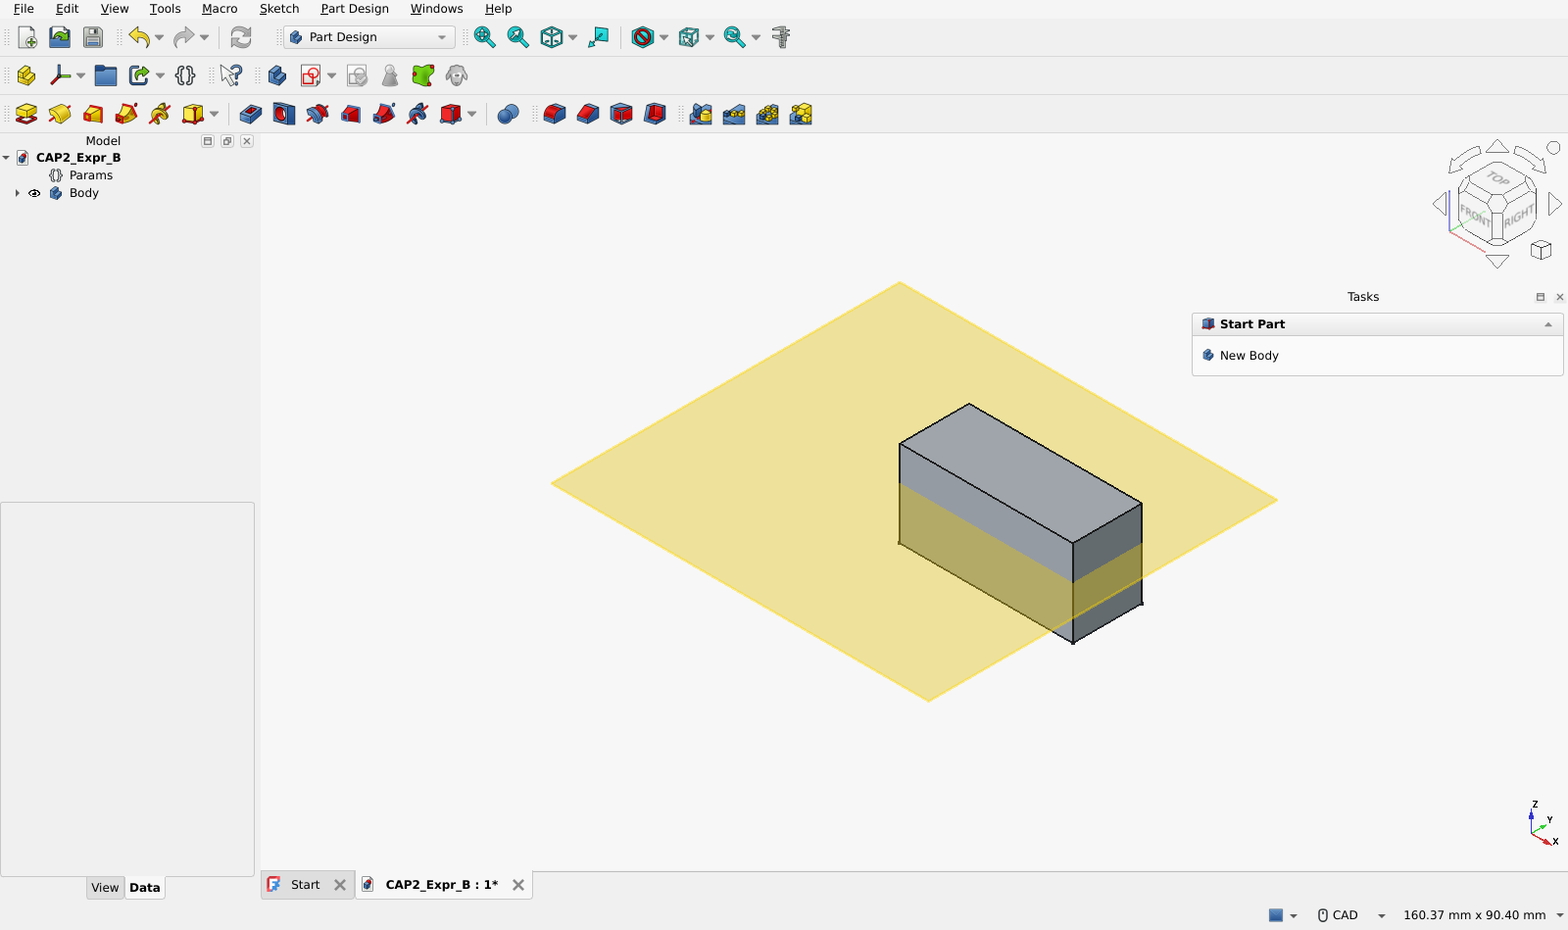 File Edit View Tools Macro Sketch Part Design Windows Help
Part Design
Model
CAP2_Expr_B
Params
Body
TOP
FRONT
RIGHT
Tasks
Start Part
New Body
Z
Y
X
View
Data
Start
CAP2_Expr_B : 1*
CAD
160.37 mm x 90.40 mm